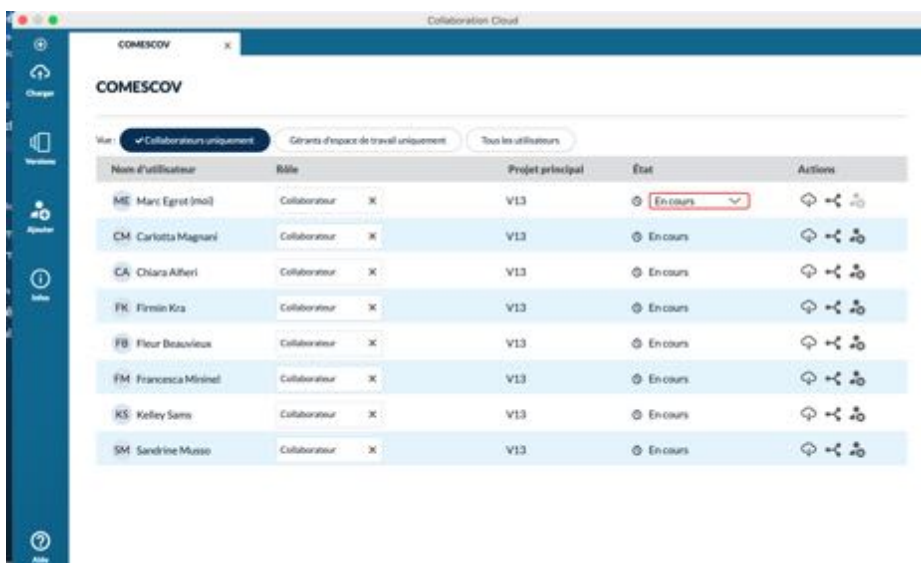 Collaboration Cloud
COMESCOV ×
COMESCOV
Charger
Versions
Ajouter
Infos
Aide
Vue : Collaborateurs uniquement Gérants d'espace de travail uniquement Tous les utilisateurs
Nom d'utilisateur Rôle Projet principal État Actions
ME Marc Egrot (moi) Collaborateur × V13 En cours
CM Carlotta Magnani Collaborateur × V13 En cours
CA Chiara Alfieri Collaborateur × V13 En cours
FK Firmin Kra Collaborateur × V13 En cours
FB Fleur Beauvieux Collaborateur × V13 En cours
FM Francesca Mininel Collaborateur × V13 En cours
KS Kelley Sams Collaborateur × V13 En cours
SM Sandrine Musso Collaborateur × V13 En cours